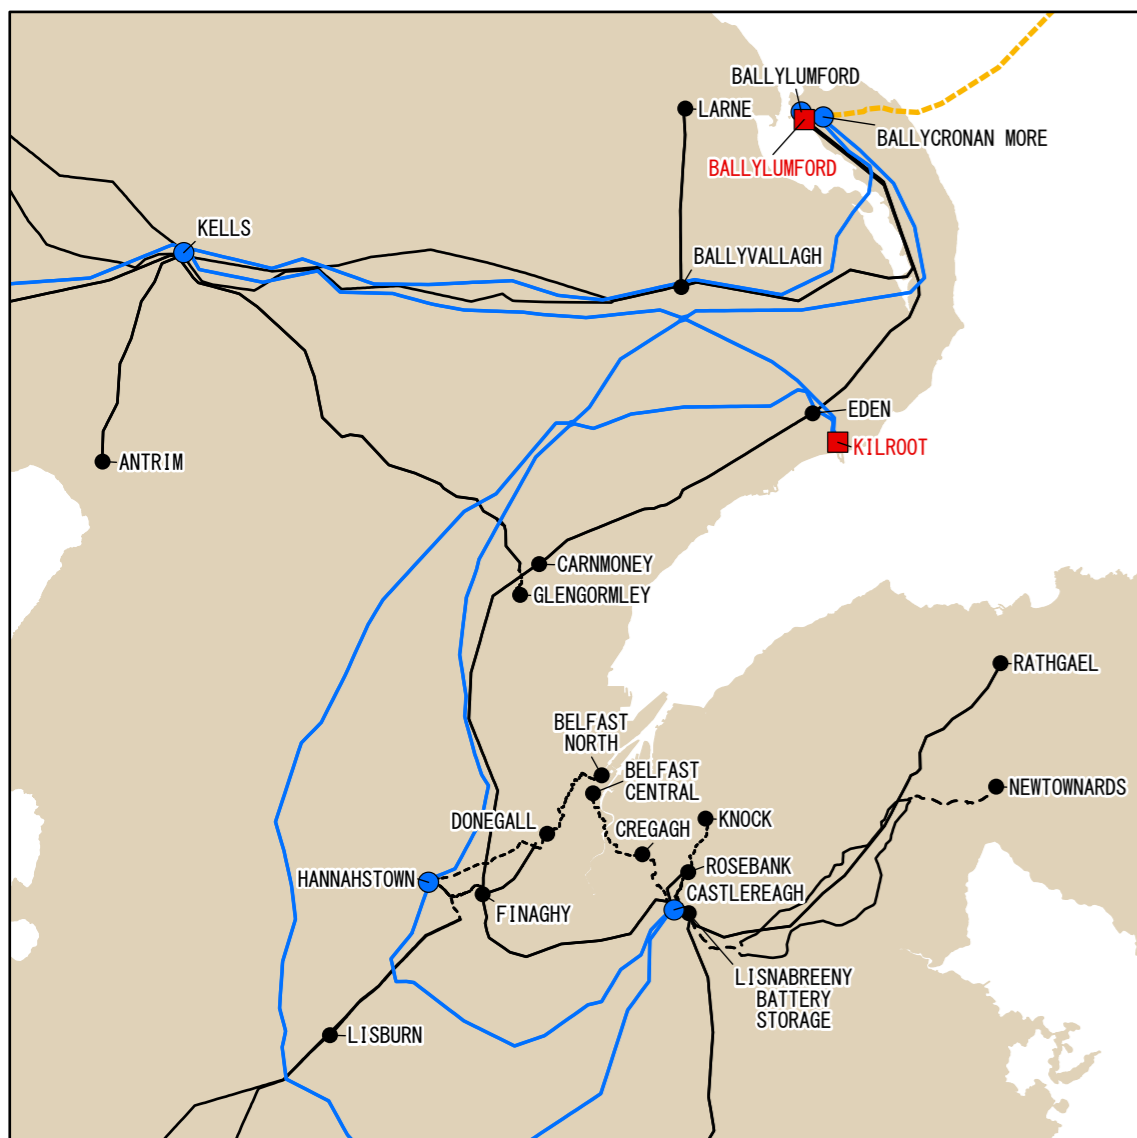 BALLYLUMFORD
LARNE
BALLYCRONAN MORE
BALLYLUMFORD
KELLS
BALLYVALLAGH
EDEN
KILROOT
ANTRIM
CARNMONEY
GLENGORMLEY
RATHGAEL
BELFAST
NORTH
BELFAST
CENTRAL
NEWTOWNARDS
DONEGALL
CREGAGH
KNOCK
ROSEBANK
HANNAHSTOWN
CASTLEREAGH
FINAGHY
LISNABREENY
BATTERY
STORAGE
LISBURN